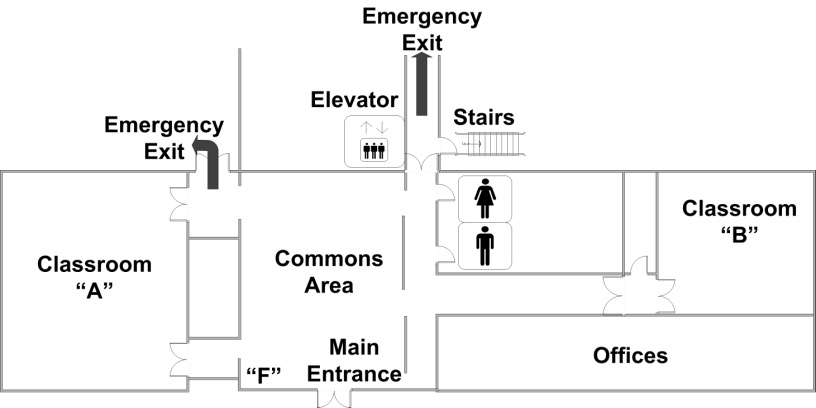 Emergency
Exit
Elevator
Stairs
Emergency
Exit
Classroom
“A”
Commons
Area
Classroom
“B”
“F”
Main
Entrance
Offices